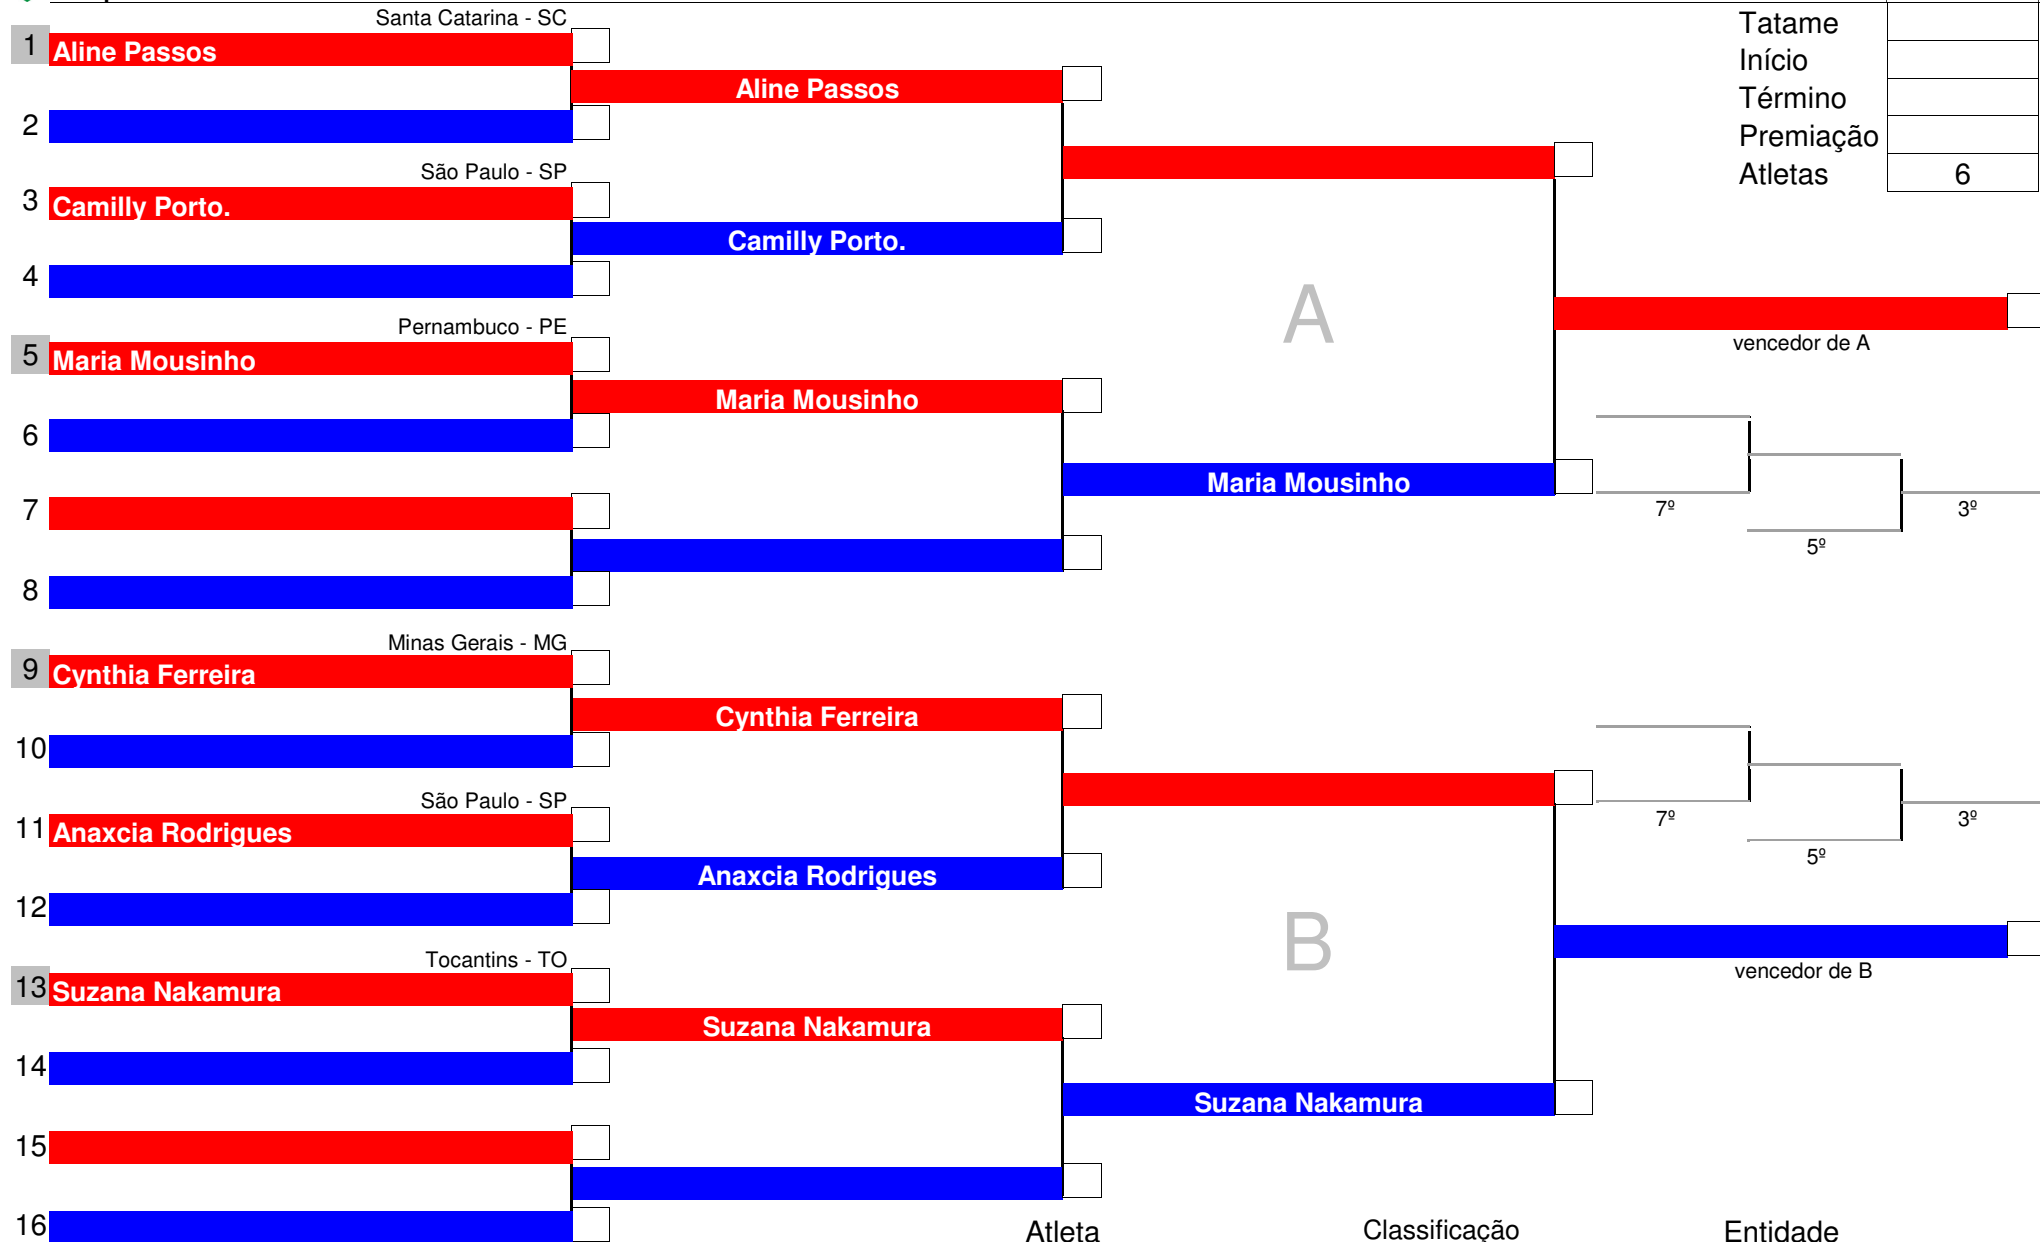 Santa Catarina - SC
Tatame
1 Aline Passos
Início
Aline Passos
Término
2
Premiação
São Paulo - SP
Atletas 6
3 Camilly Porto.
Camilly Porto.
4
A
Pernambuco - PE
vencedor de A
5 Maria Mousinho
Maria Mousinho
6
Maria Mousinho
7
7º 3º
5º
8
Minas Gerais - MG
9 Cynthia Ferreira
Cynthia Ferreira
10
São Paulo - SP
11 Anaxcia Rodrigues
7º 3º
5º
Anaxcia Rodrigues
12
B
Tocantins - TO
vencedor de B
13 Suzana Nakamura
Suzana Nakamura
14
Suzana Nakamura
15
16
Atleta Classificação Entidade